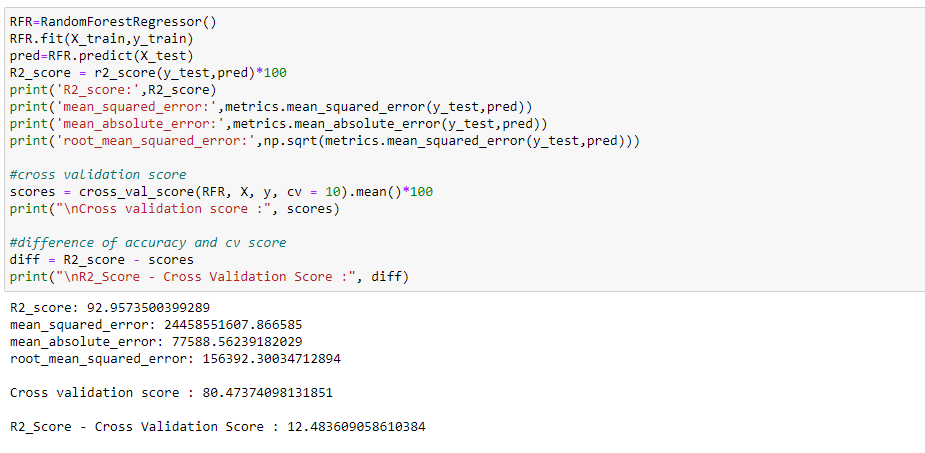 RFR=RandomForestRegressor()
RFR.fit(X_train,y_train)
pred=RFR.predict(X_test)
R2_score = r2_score(y_test,pred)*100
print('R2_score:',R2_score)
print('mean_squared_error:',metrics.mean_squared_error(y_test,pred))
print('mean_absolute_error:',metrics.mean_absolute_error(y_test,pred))
print('root_mean_squared_error:',np.sqrt(metrics.mean_squared_error(y_test,pred)))
#cross validation score
scores = cross_val_score(RFR, X, y, cv = 10).mean()*100
print("\nCross validation score :", scores)
#difference of accuracy and cv score
diff = R2_score - scores
print("\nR2_Score - Cross Validation Score :", diff)
R2_score: 92.9573500399289
mean_squared_error: 24458551607.866585
mean_absolute_error: 77588.56239182029
root_mean_squared_error: 156392.30034712894
Cross validation score : 80.47374098131851
R2_Score - Cross Validation Score : 12.483609058610384